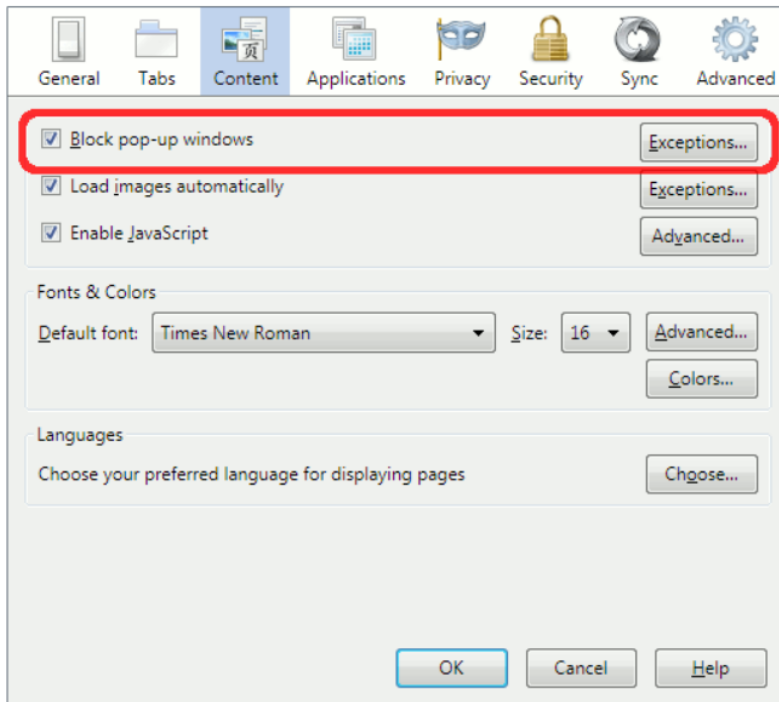 General Tabs Content Applications Privacy Security Sync Advanced
Block pop-up windows Exceptions...
Load images automatically Exceptions...
Enable JavaScript Advanced...
Fonts & Colors
Default font: Times New Roman Size: 16 Advanced...
Colors...
Languages
Choose your preferred language for displaying pages Choose...
OK Cancel Help
页